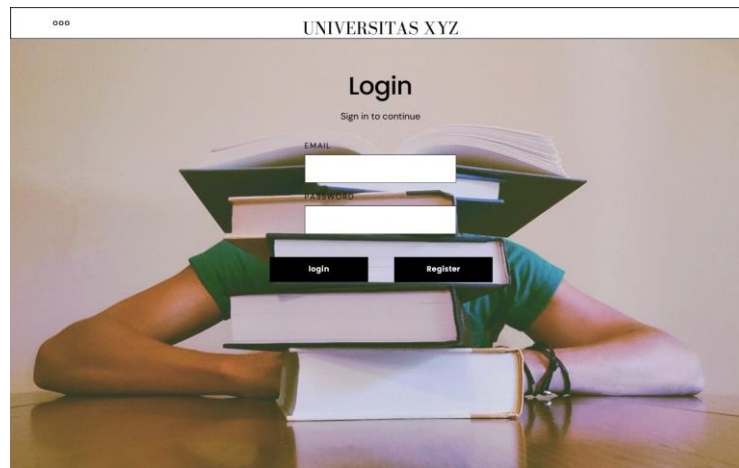 ooo
UNIVERSITAS XYZ
Login
Sign in to continue
EMAIL
PASSWORD
login
Register